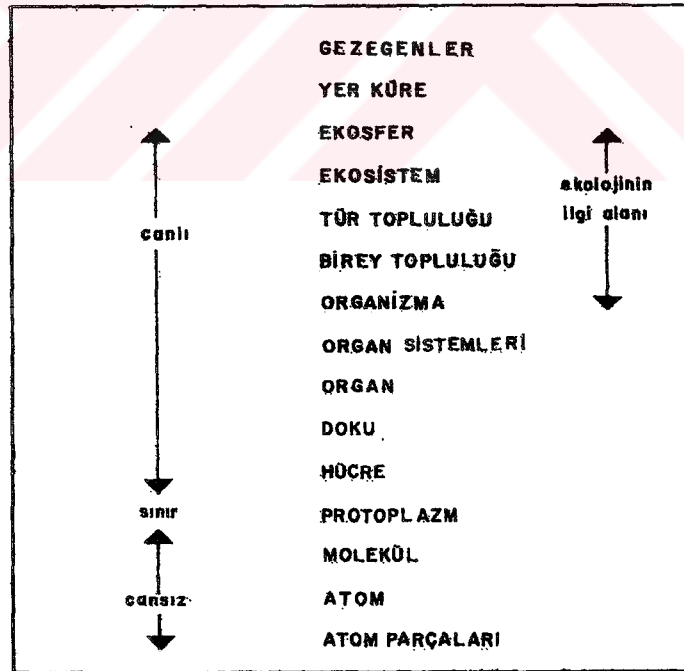 GEZEGENLER
YER KÜRE
EKOSFER
EKOSİSTEM
ekolojinin
ilgi alanı
TÜR TOPLULUĞU
canlı
BİREY TOPLULUĞU
ORGANİZMA
ORGAN SİSTEMLERİ
ORGAN
DOKU
HÜCRE
sınır
PROTOPLAZM
MOLEKÜL
cansız
ATOM
ATOM PARÇALARI